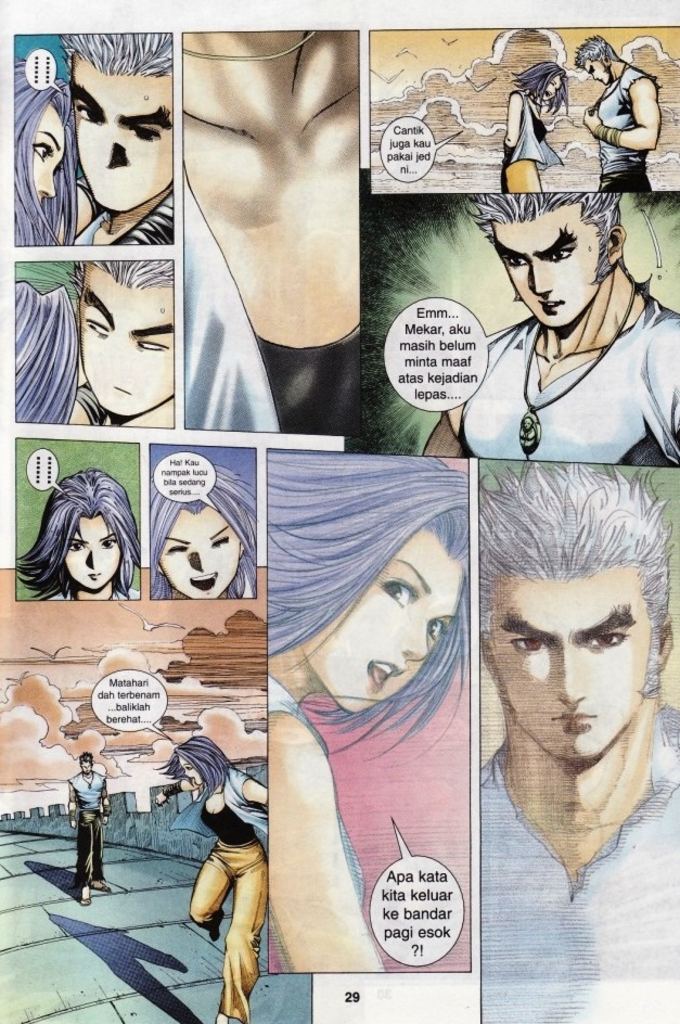 Cantik
juga kau
pakai jed
ni...
Emm...
Mekar, aku
masih belum
minta maaf
atas kejadian
lepas....
Ha! Kau
nampak lucu
bila sedang
serius....
Matahari
dah terbenam
...baliklah
berehat....
Apa kata
kita keluar
ke bandar
pagi esok
?!
29